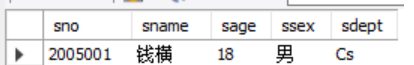 sno sname sage ssex sdept
2005001 钱横 18 男 Cs